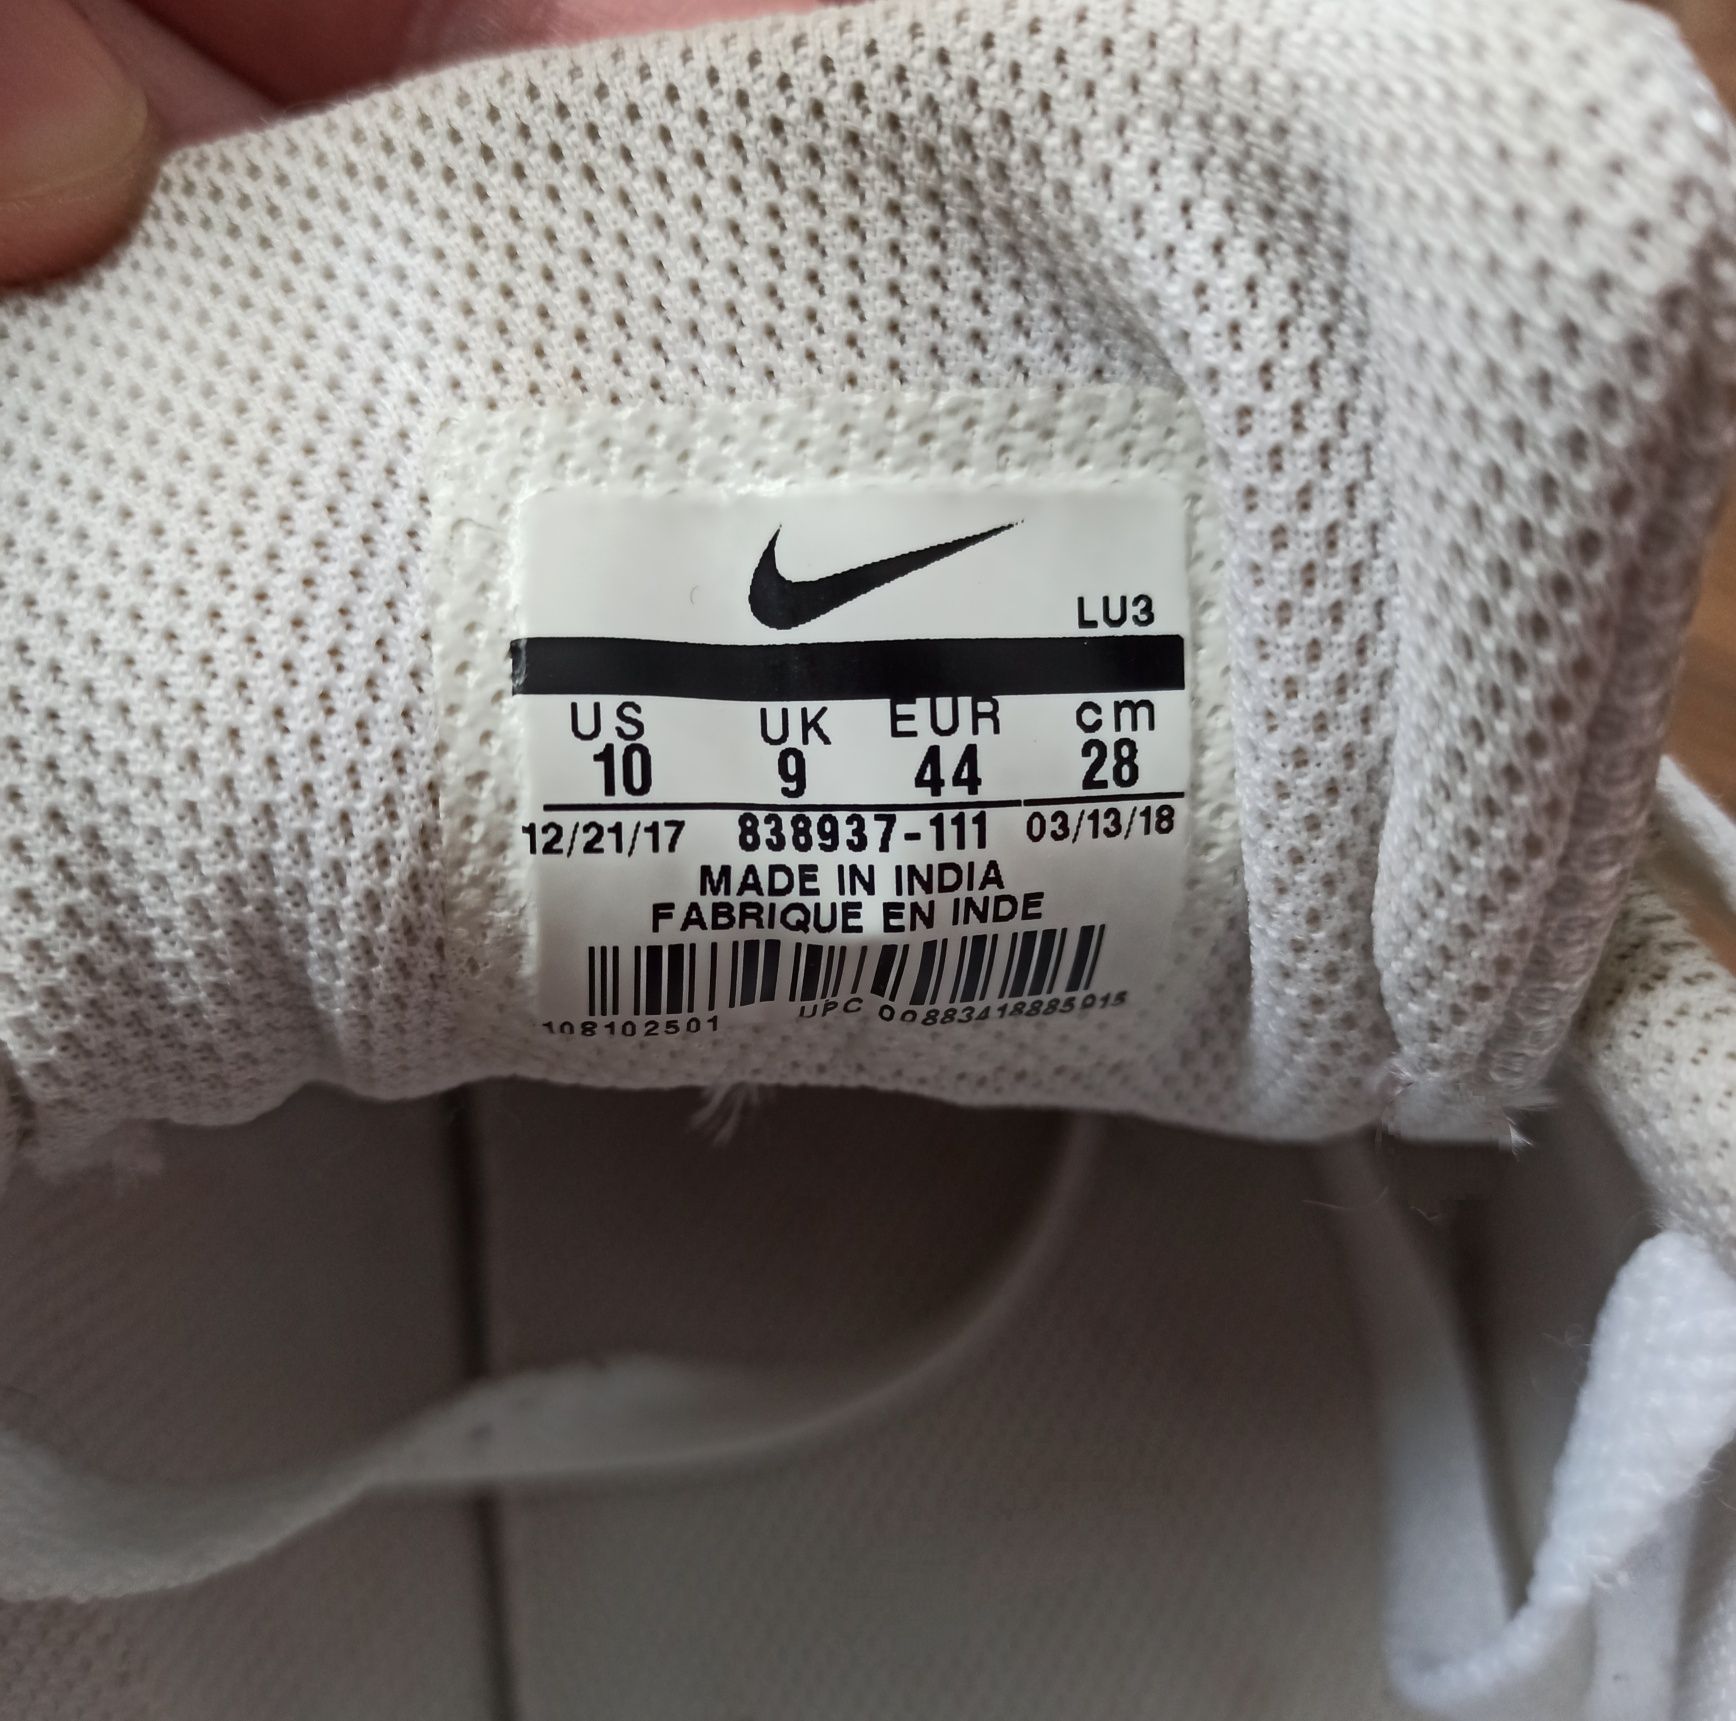 LU3
US UK EUR cm
10 9 44 28
12/21/17 838937-111 03/13/18
MADE IN INDIA
FABRIQUE EN INDE
108102501 UPC 00883418885915